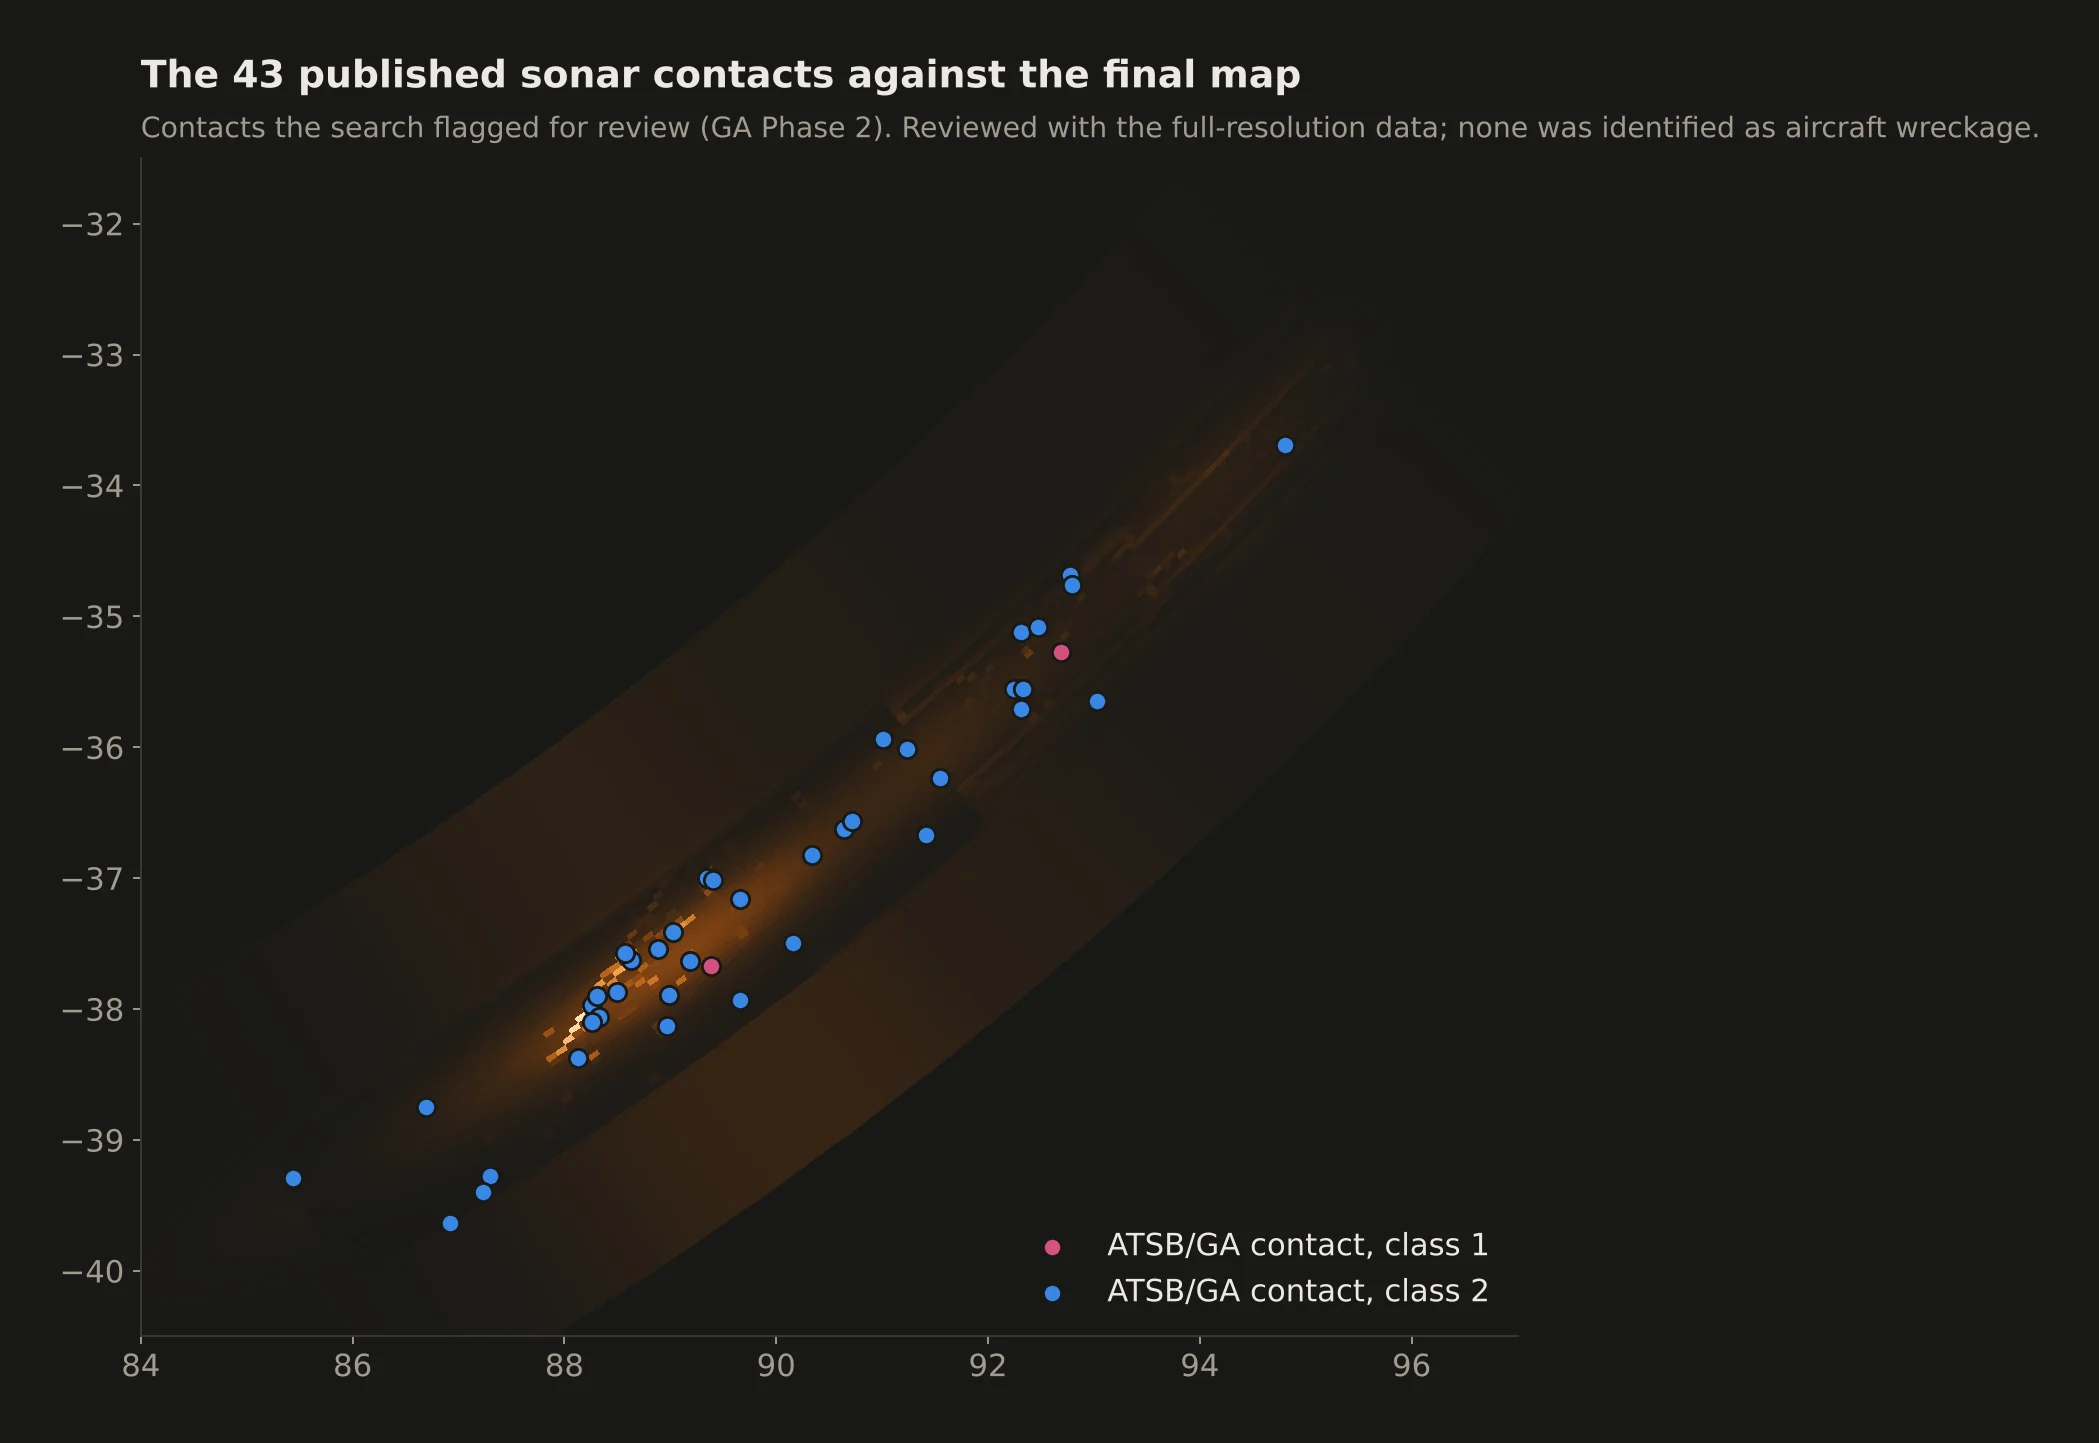 The 43 published sonar contacts against the final map
Contacts the search flagged for review (GA Phase 2). Reviewed with the full-resolution data; none was identified as aircraft wreckage.
−32
−33
−34
−35
−36
−37
−38
−39
−40
ATSB/GA contact, class 1
ATSB/GA contact, class 2
84 86 88 90 92 94 96